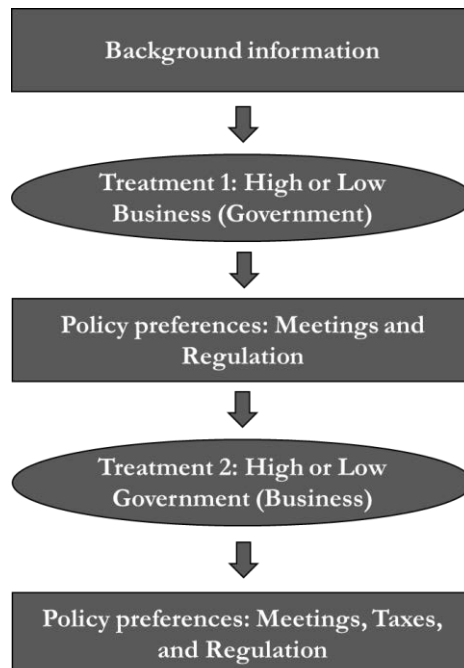 Background information
Treatment 1: High or Low
Business (Government)
Policy preferences: Meetings and
Regulation
Treatment 2: High or Low
Government (Business)
Policy preferences: Meetings, Taxes,
and Regulation